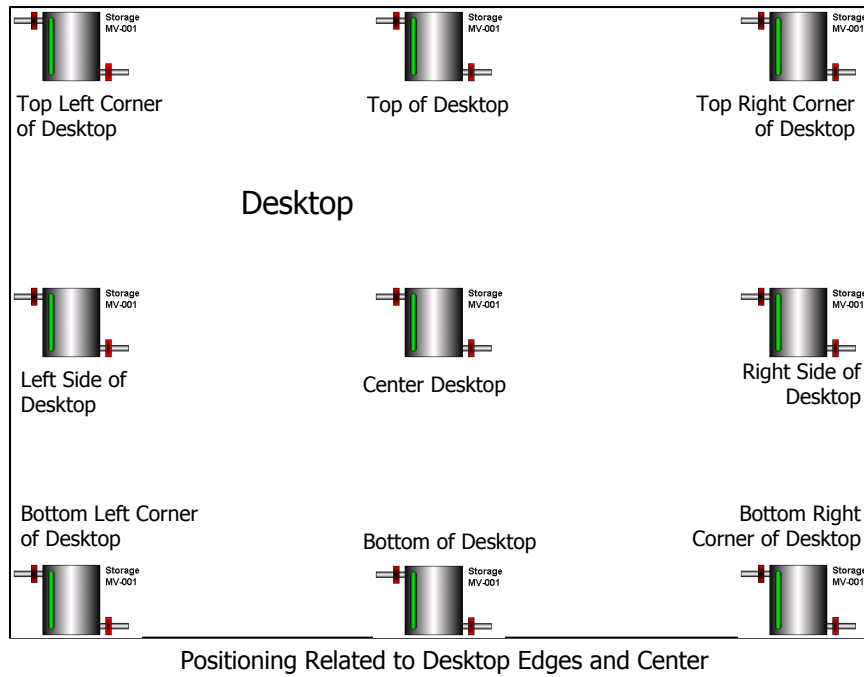 Storage
MV-001
Storage
MV-001
Storage
MV-001
Top Left Corner
of Desktop
Top of Desktop
Top Right Corner
of Desktop
Desktop
Storage
MV-001
Storage
MV-001
Storage
MV-001
Left Side of
Desktop
Center Desktop
Right Side of
Desktop
Bottom Left Corner
of Desktop
Bottom of Desktop
Bottom Right
Corner of Desktop
Storage
MV-001
Storage
MV-001
Storage
MV-001
Positioning Related to Desktop Edges and Center